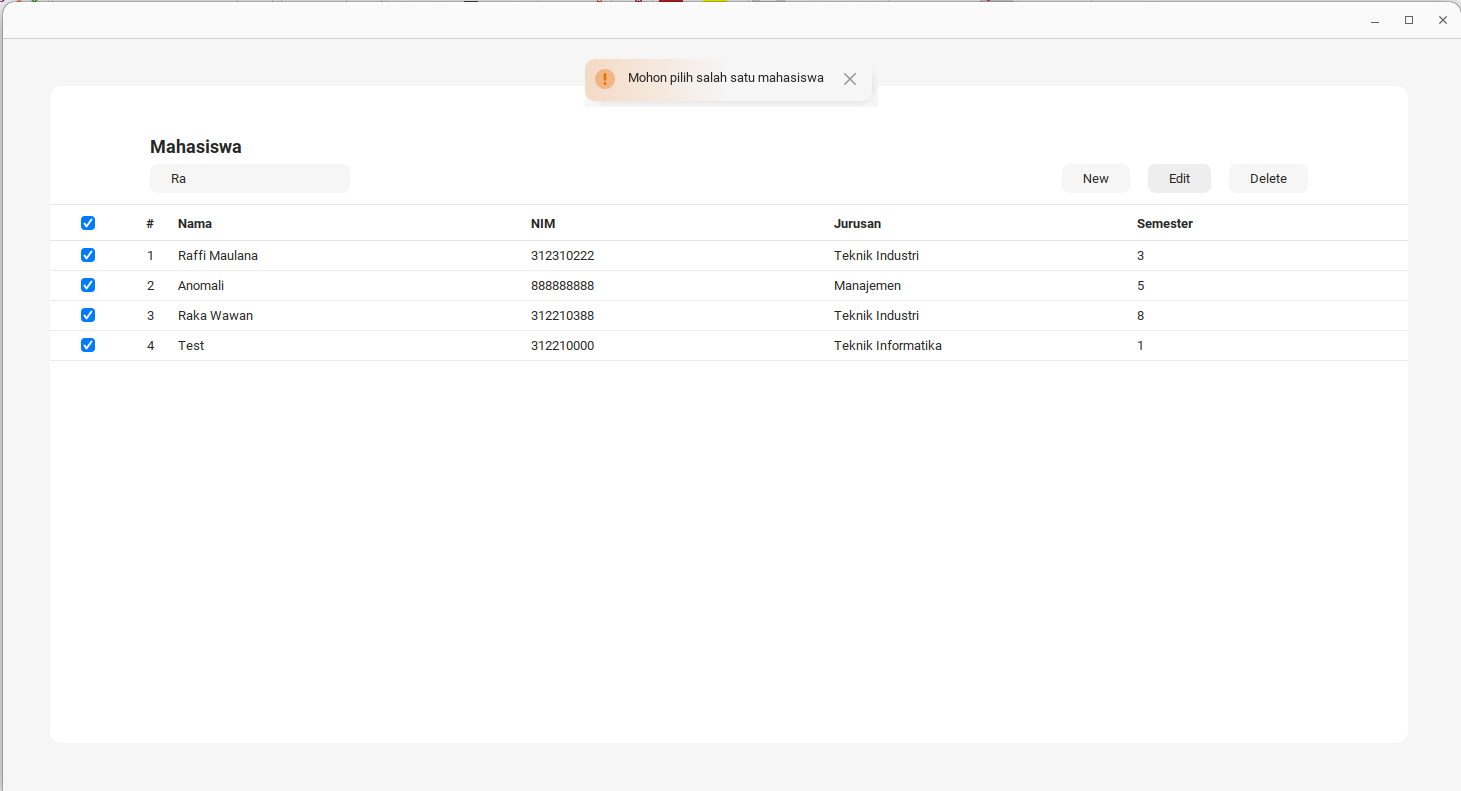 Mohon pilih salah satu mahasiswa
Mahasiswa
Ra New Edit Delete
# Nama NIM Jurusan Semester
1 Raffi Maulana 312310222 Teknik Industri 3
2 Anomali 888888888 Manajemen 5
3 Raka Wawan 312210388 Teknik Industri 8
4 Test 312210000 Teknik Informatika 1